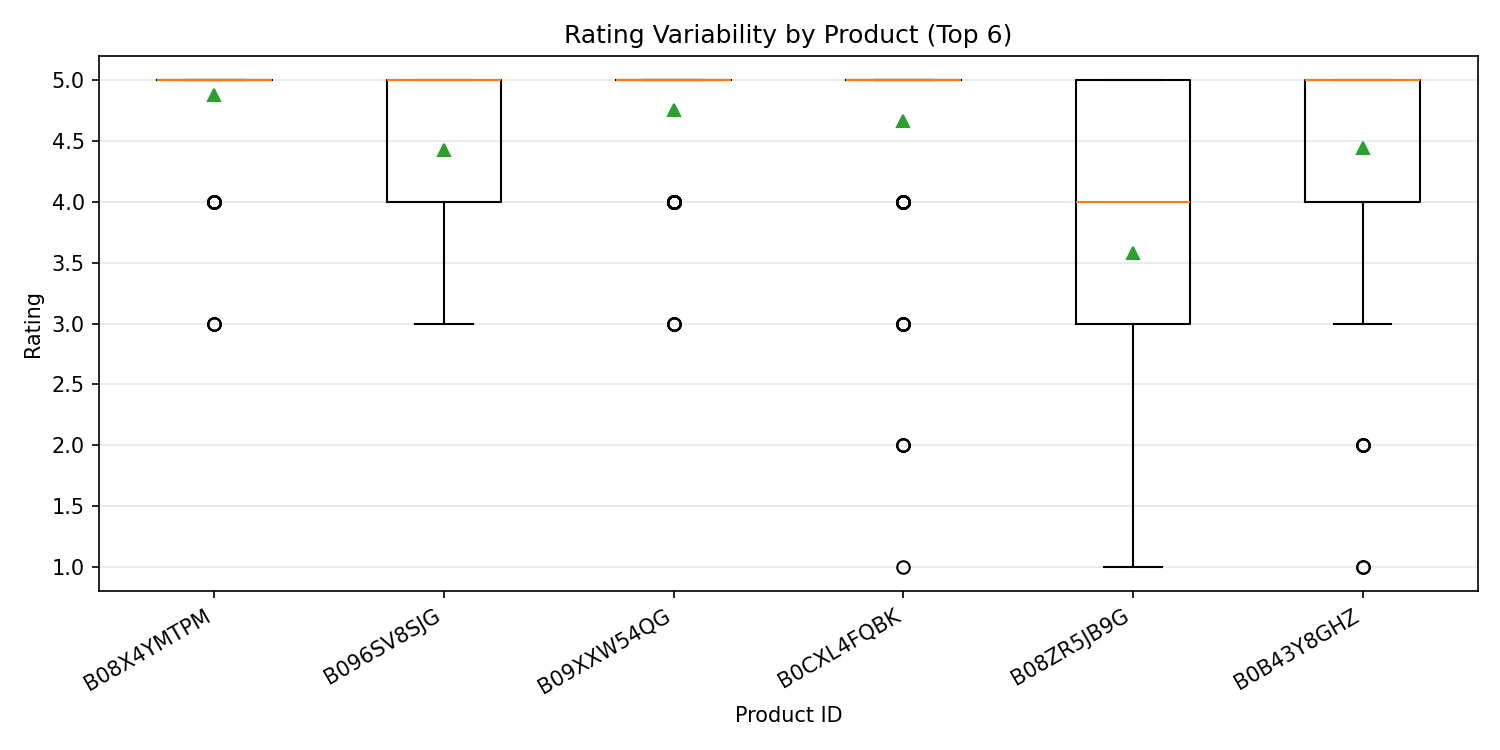 Rating Variability by Product (Top 6)
5.0
4.5
4.0
3.5
3.0
2.5
2.0
1.5
1.0
Rating
B08X4YMTPM
B096SV8SJG
B09XXW54QG
B0CXL4FQBK
B08ZR5JB9G
B0B43Y8GHZ
Product ID